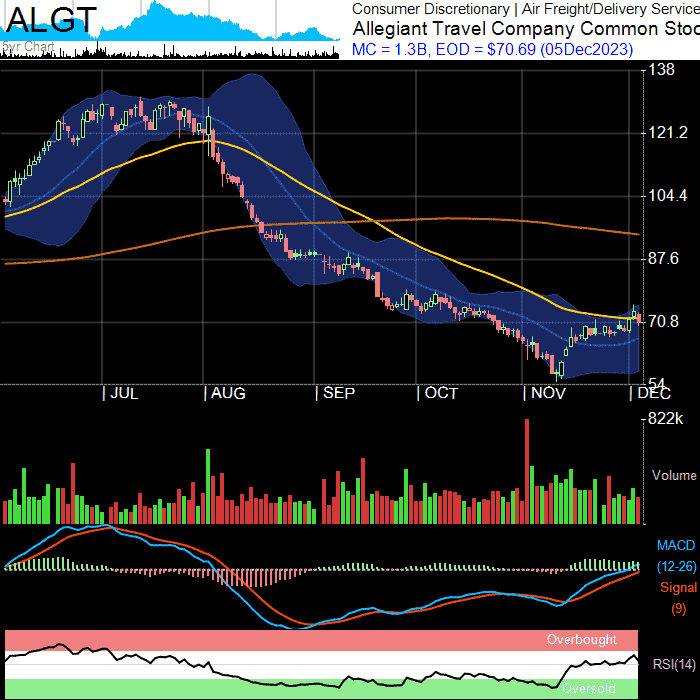 ALGT
5yr Chart
Consumer Discretionary | Air Freight/Delivery Service
Allegiant Travel Company Common Stoc
MC = 1.3B, EOD = $70.69 (05Dec2023)
138
121.2
104.4
87.6
70.8
54
JUL
AUG
SEP
OCT
NOV
DEC
822k
Volume
MACD
(12-26)
Signal
(9)
Overbought
RSI(14)
Oversold